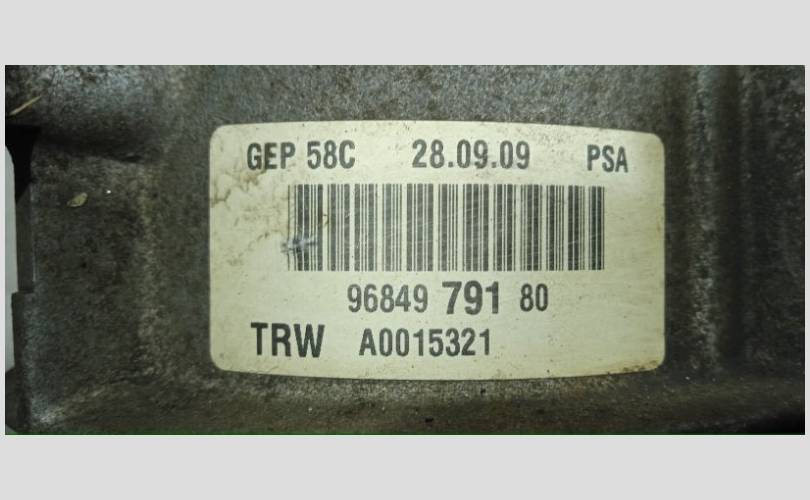 GEP 58C 28.09.09 PSA
96849 791 80
TRW A0015321